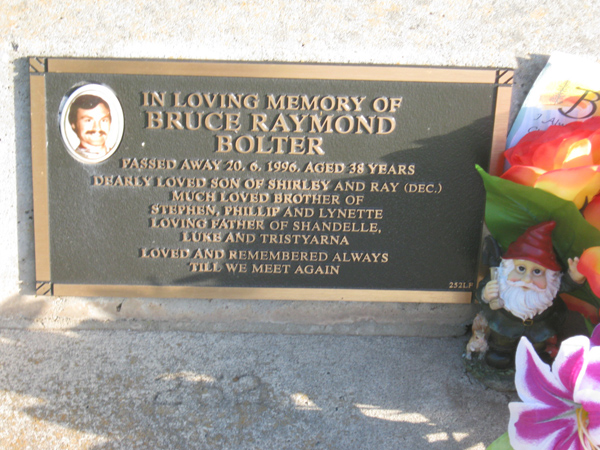 IN LOVING MEMORY OF
BRUCE RAYMOND
BOLTER
PASSED AWAY 20. 6. 1996, AGED 38 YEARS
DEARLY LOVED SON OF SHIRLEY AND RAY (DEC.)
MUCH LOVED BROTHER OF
STEPHEN, PHILLIP AND LYNETTE
LOVING FATHER OF SHANDELLE,
LUKE AND TRISTYARNA
LOVED AND REMEMBERED ALWAYS
TILL WE MEET AGAIN